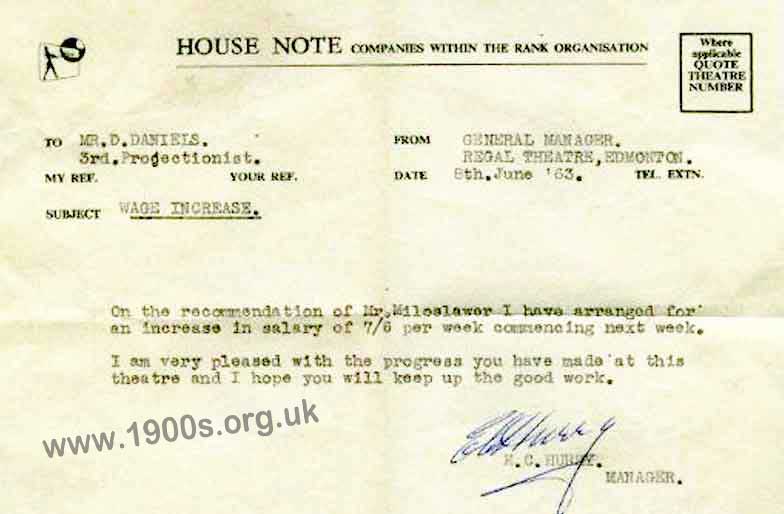 HOUSE NOTE COMPANIES WITHIN THE RANK ORGANISATION
Where
applicable
QUOTE
THEATRE
NUMBER
TO MR.D.DANIELS.
3rd.Projectionist.
FROM GENERAL MANAGER.
REGAL THEATRE,EDMONTON.
MY REF. YOUR REF.
DATE 8th.June '63. TEL. EXTN.
SUBJECT WAGE INCREASE.
On the recommendation of Mr.Miloslawer I have arranged for
an increase in salary of 7/6 per week commencing next week.
I am very pleased with the progress you have made at this
theatre and I hope you will keep up the good work.
www.1900s.org.uk
HURRY.
MANAGER.